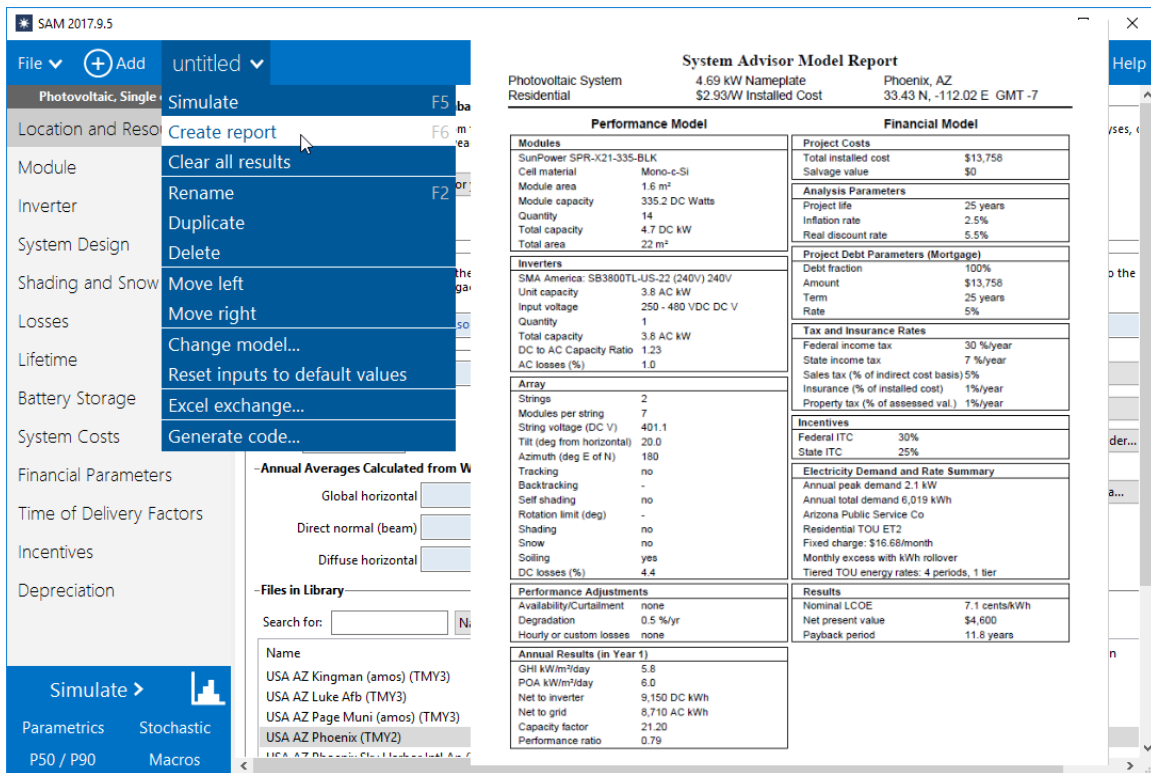 SAM 2017.9.5
File
Add
untitled
Help
Photovoltaic, Single
Location and Reso
Module
Inverter
System Design
Shading and Snow
Losses
Lifetime
Battery Storage
System Costs
Financial Parameters
Time of Delivery Factors
Incentives
Depreciation
Simulate >
Parametrics Stochastic
P50 / P90 Macros
Simulate F5
Create report F6
Clear all results
Rename F2
Duplicate
Delete
Move left
Move right
Change model...
Reset inputs to default values
Excel exchange...
Generate code...
Annual Averages Calculated from W
Global horizontal
Direct normal (beam)
Diffuse horizontal
Files in Library
Search for: Na
Name
USA AZ Kingman (amos) (TMY3)
USA AZ Luke Afb (TMY3)
USA AZ Page Muni (amos) (TMY3)
USA AZ Phoenix (TMY2)
System Advisor Model Report
Photovoltaic System 4.69 kW Nameplate Phoenix, AZ
Residential $2.93/W Installed Cost 33.43 N, -112.02 E GMT -7
Performance Model
Modules
SunPower SPR-X21-335-BLK
Cell material Mono-c-Si
Module area 1.6 m²
Module capacity 335.2 DC Watts
Quantity 14
Total capacity 4.7 DC kW
Total area 22 m²
Inverters
SMA America: SB3800TL-US-22 (240V) 240V
Unit capacity 3.8 AC kW
Input voltage 250 - 480 VDC DC V
Quantity 1
Total capacity 3.8 AC kW
DC to AC Capacity Ratio 1.23
AC losses (%) 1.0
Array
Strings 2
Modules per string 7
String voltage (DC V) 401.1
Tilt (deg from horizontal) 20.0
Azimuth (deg E of N) 180
Tracking no
Backtracking -
Self shading no
Rotation limit (deg) -
Shading no
Snow no
Soiling yes
DC losses (%) 4.4
Performance Adjustments
Availability/Curtailment none
Degradation 0.5 %/yr
Hourly or custom losses none
Annual Results (in Year 1)
GHI kW/m²/day 5.8
POA kW/m²/day 6.0
Net to inverter 9,150 DC kWh
Net to grid 8,710 AC kWh
Capacity factor 21.20
Performance ratio 0.79
Financial Model
Project Costs
Total installed cost $13,758
Salvage value $0
Analysis Parameters
Project life 25 years
Inflation rate 2.5%
Real discount rate 5.5%
Project Debt Parameters (Mortgage)
Debt fraction 100%
Amount $13,758
Term 25 years
Rate 5%
Tax and Insurance Rates
Federal income tax 30 %/year
State income tax 7 %/year
Sales tax (% of indirect cost basis) 5%
Insurance (% of installed cost) 1%/year
Property tax (% of assessed val.) 1%/year
Incentives
Federal ITC 30%
State ITC 25%
Electricity Demand and Rate Summary
Annual peak demand 2.1 kW
Annual total demand 6,019 kWh
Arizona Public Service Co
Residential TOU ET2
Fixed charge: $16.68/month
Monthly excess with kWh rollover
Tiered TOU energy rates: 4 periods, 1 tier
Results
Nominal LCOE 7.1 cents/kWh
Net present value $4,600
Payback period 11.8 years